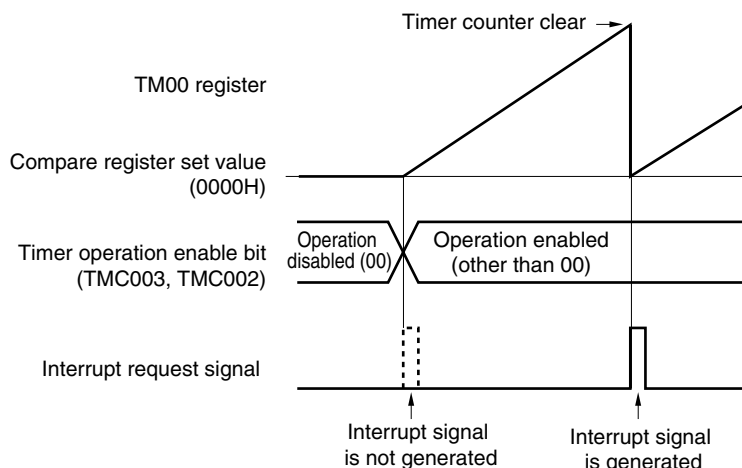 Timer counter clear
TM00 register
Compare register set value
(0000H)
Timer operation enable bit
(TMC003, TMC002)
Operation
disabled (00)
Operation enabled
(other than 00)
Interrupt request signal
Interrupt signal
is not generated
Interrupt signal
is generated